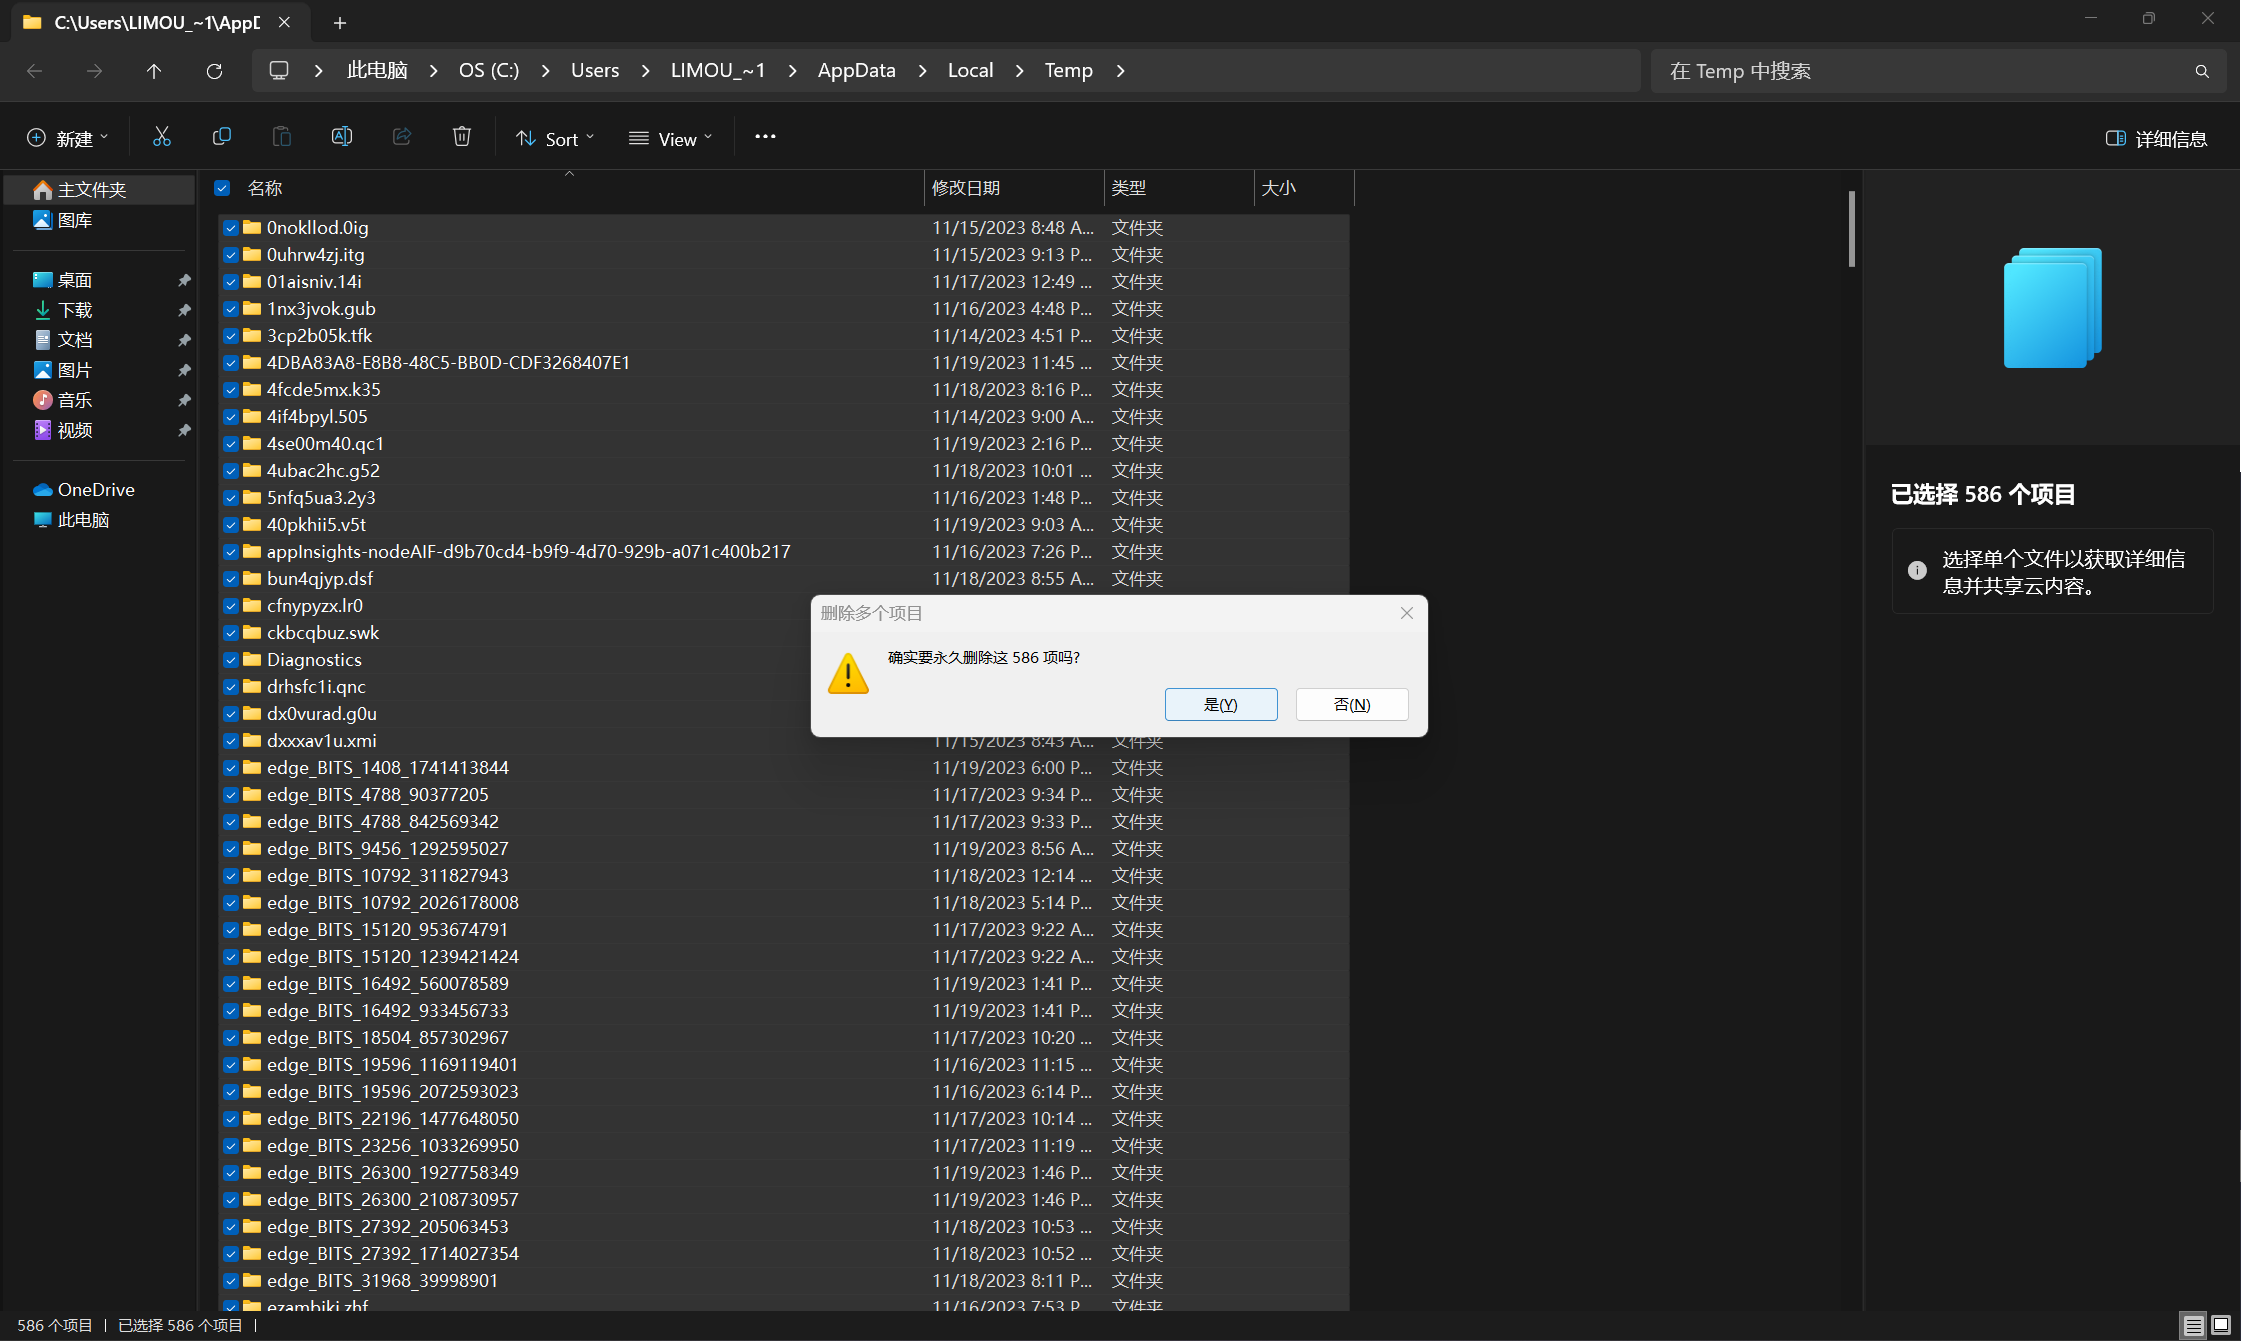 C:\Users\LIMOU_~1\AppD
此电脑 OS (C:) Users LIMOU_~1 AppData Local Temp
在 Temp 中搜索
新建 Sort View 详细信息
主文件夹
图库
桌面
下载
文档
图片
音乐
视频
OneDrive
此电脑
名称 修改日期 类型 大小
0nokllod.0ig 11/15/2023 8:48 A... 文件夹
0uhrw4zj.itg 11/15/2023 9:13 P... 文件夹
01aisniv.14i 11/17/2023 12:49 ... 文件夹
1nx3jvok.gub 11/16/2023 4:48 P... 文件夹
3cp2b05k.tfk 11/14/2023 4:51 P... 文件夹
4DBA83A8-E8B8-48C5-BB0D-CDF3268407E1 11/19/2023 11:45 ... 文件夹
4fcde5mx.k35 11/18/2023 8:16 P... 文件夹
4if4bpyl.505 11/14/2023 9:00 A... 文件夹
4se00m40.qc1 11/19/2023 2:16 P... 文件夹
4ubac2hc.g52 11/18/2023 10:01 ... 文件夹
5nfq5ua3.2y3 11/16/2023 1:48 P... 文件夹
40pkhii5.v5t 11/19/2023 9:03 A... 文件夹
appInsights-nodeAIF-d9b70cd4-b9f9-4d70-929b-a071c400b217 11/16/2023 7:26 P... 文件夹
bun4qjyp.dsf 11/18/2023 8:55 A... 文件夹
cfnypyzx.lr0
ckbcqbuz.swk
Diagnostics
drhsfc1i.qnc
dx0vurad.g0u
dxxxav1u.xmi 11/15/2023 8:43 A... 文件夹
edge_BITS_1408_1741413844 11/19/2023 6:00 P... 文件夹
edge_BITS_4788_90377205 11/17/2023 9:34 P... 文件夹
edge_BITS_4788_842569342 11/17/2023 9:33 P... 文件夹
edge_BITS_9456_1292595027 11/19/2023 8:56 A... 文件夹
edge_BITS_10792_311827943 11/18/2023 12:14 ... 文件夹
edge_BITS_10792_2026178008 11/18/2023 5:14 P... 文件夹
edge_BITS_15120_953674791 11/17/2023 9:22 A... 文件夹
edge_BITS_15120_1239421424 11/17/2023 9:22 A... 文件夹
edge_BITS_16492_560078589 11/19/2023 1:41 P... 文件夹
edge_BITS_16492_933456733 11/19/2023 1:41 P... 文件夹
edge_BITS_18504_857302967 11/17/2023 10:20 ... 文件夹
edge_BITS_19596_1169119401 11/16/2023 11:15 ... 文件夹
edge_BITS_19596_2072593023 11/16/2023 6:14 P... 文件夹
edge_BITS_22196_1477648050 11/17/2023 10:14 ... 文件夹
edge_BITS_23256_1033269950 11/17/2023 11:19 ... 文件夹
edge_BITS_26300_1927758349 11/19/2023 1:46 P... 文件夹
edge_BITS_26300_2108730957 11/19/2023 1:46 P... 文件夹
edge_BITS_27392_205063453 11/18/2023 10:53 ... 文件夹
edge_BITS_27392_1714027354 11/18/2023 10:52 ... 文件夹
edge_BITS_31968_39998901 11/18/2023 8:11 P... 文件夹
ezambiki.zhf 11/16/2023 7:53 P... 文件夹
删除多个项目
确实要永久删除这 586 项吗?
是(Y) 否(N)
已选择 586 个项目
选择单个文件以获取详细信
息并共享云内容。
586 个项目 已选择 586 个项目